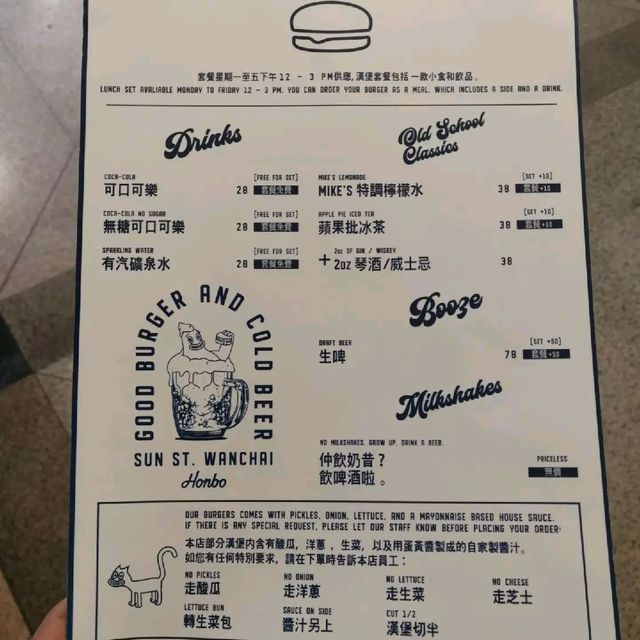 套餐星期一至五下午12 - 3 PM供應, 漢堡套餐包括一款小食和飲品。
LUNCH SET AVALIABLE MONDAY TO FRIDAY 12 - 3 PM. YOU CAN ORDER YOUR BURGER AS A MEAL, WHICH INCLUDES A SIDE AND A DRINK.
Drinks
COCA-COLA [FREE FOR SET]
可口可樂 28 套餐免費
COCA-COLA NO SUGAR [FREE FOR SET]
無糖可口可樂 28 套餐免費
SPARKLING WATER [FREE FOR SET]
有汽礦泉水 28 套餐免費
Old School
Classics
MIKE'S LEMONADE [SET +10]
MIKE'S 特調檸檬水 38 套餐+10
APPLE PIE ICED TEA [SET +10]
蘋果批冰茶 38 套餐+10
2oz OF GIN / WISKEY
+ 2oz 琴酒/威士忌 38
Booze
DRAFT BEER [SET +50]
生啤 78 套餐+50
Milkshakes
NO MILKSHAKES. GROW UP. DRINK A BEER.
仲飲奶昔？ PRICELESS
飲啤酒啦。 無價
GOOD BURGER AND COLD BEER
SUN ST. WANCHAI
Honbo
OUR BURGERS COMES WITH PICKLES, ONION, LETTUCE, AND A MAYONNAISE BASED HOUSE SAUCE.
IF THERE IS ANY SPECIAL REQUEST, PLEASE LET OUR STAFF KNOW BEFORE PLACING YOUR ORDER:
本店部分漢堡内含有酸瓜, 洋蔥, 生菜, 以及用蛋黃醬製成的自家製醬汁。
如您有任何特別要求, 請在下單時告訴本店員工：
NO PICKLES NO ONION NO LETTUCE NO CHEESE
走酸瓜 走洋蔥 走生菜 走芝士
LETTUCE BUN SAUCE ON SIDE CUT 1/2
轉生菜包 醬汁另上 漢堡切半